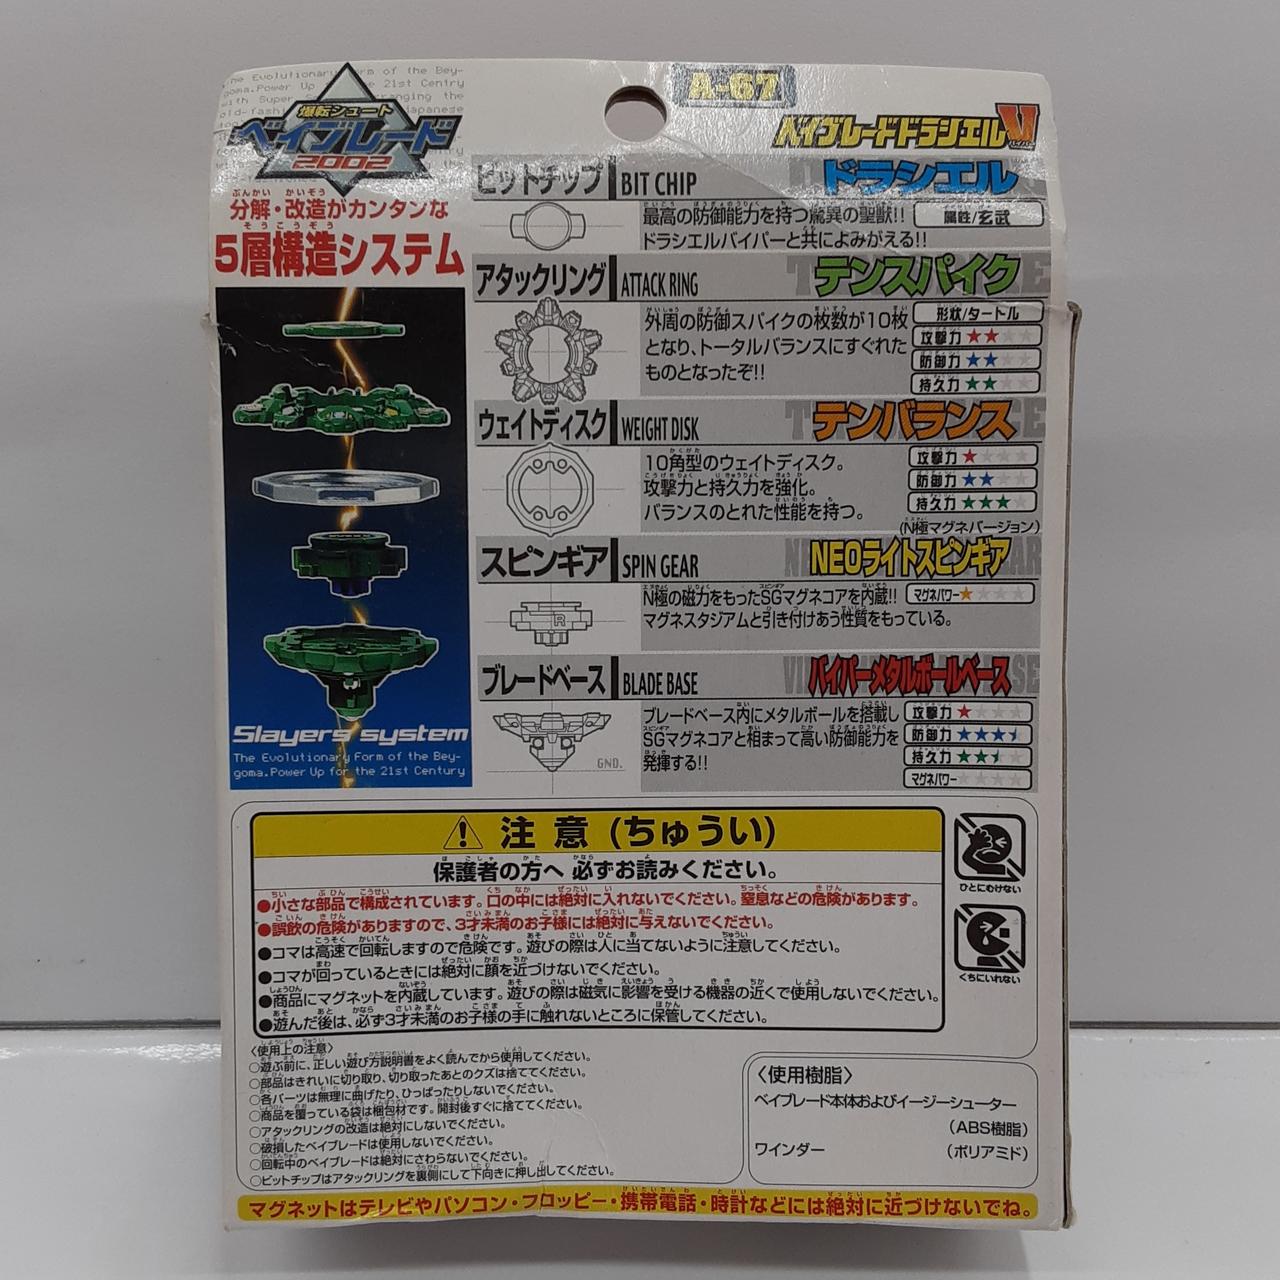 The Evolutionary Form of the Bey-
goma.Power Up for the 21st Century
爆転シュート
ベイブレード
2002
分解・改造がカンタンな
5層構造システム
Slayers system
The Evolutionary Form of the Bey-
goma.Power Up for the 21st Century
A-67
ベイブレードドラシエルV
バイパー
ビットチップ BIT CHIP ドラシエル
最高の防御能力を持つ驚異の聖獣!!
ドラシエルバイパーと共によみがえる!!
属性/玄武
アタックリング ATTACK RING テンスパイク
外周の防御スパイクの枚数が10枚
となり、トータルバランスにすぐれた
ものとなったぞ!!
形状/タートル
攻撃力★★☆☆
防御力★★☆☆
持久力★★☆☆
ウェイトディスク WEIGHT DISK テンバランス
10角型のウェイトディスク。
攻撃力と持久力を強化。
バランスのとれた性能を持つ。
攻撃力★☆☆☆
防御力★★☆☆
持久力★★★☆
(N極マグネバージョン)
スピンギア SPIN GEAR NEOライトスピンギア
N極の磁力をもったSGマグネコアを内蔵!!
マグネスタジアムと引き付けあう性質をもっている。
マグネパワー★☆☆☆
R
ブレードベース BLADE BASE バイパーメタルボールベース
ブレードベース内にメタルボールを搭載し
SGマグネコアと相まって高い防御能力を
発揮する!!
攻撃力★☆☆☆
防御力★★★★
持久力★★★☆
マグネパワー☆☆☆☆
GND.
注意(ちゅうい)
保護者の方へ 必ずお読みください。
●小さな部品で構成されています。口の中には絶対に入れないでください。窒息などの危険があります。
●誤飲の危険がありますので、3才未満のお子様には絶対に与えないでください。
●コマは高速で回転しますので危険です。遊びの際は人に当てないように注意してください。
●コマが回っているときには絶対に顔を近づけないでください。
●商品にマグネットを内蔵しています。遊びの際は磁気に影響を受ける機器の近くで使用しないでください。
●遊んだ後は、必ず3才未満のお子様の手に触れないところに保管してください。
ひとにむけない
くちにいれない
〈使用上の注意〉
○遊ぶ前に、正しい遊び方説明書をよく読んでから使用してください。
○部品はきれいに切り取り、切り取ったあとのクズは捨ててください。
○各パーツは無理に曲げたり、ひっぱったりしないでください。
○商品を覆っている袋は梱包材です。開封後すぐに捨ててください。
○アタックリングの改造は絶対にしないでください。
○破損したベイブレードは使用しないでください。
○回転中のベイブレードは絶対にさわらないでください。
○ビットチップはアタックリングを裏側にして下向きに押し出してください。
〈使用樹脂〉
ベイブレード本体およびイージーシューター
(ABS樹脂)
ワインダー (ポリアミド)
マグネットはテレビやパソコン・フロッピー・携帯電話・時計などには絶対に近づけないでね。